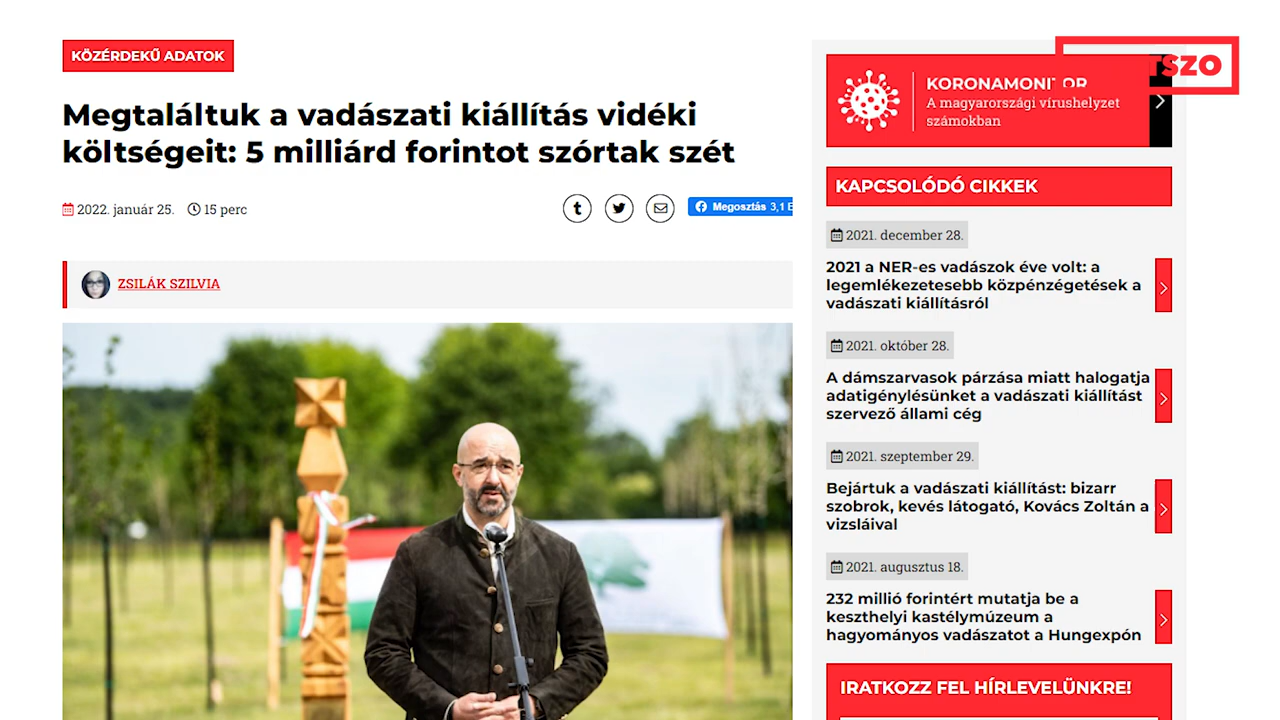 KÖZÉRDEKŰ ADATOK
Megtaláltuk a vadászati kiállítás vidéki
költségeit: 5 milliárd forintot szórtak szét
2022. január 25. 15 perc
Megosztás 3,1 E
ZSILÁK SZILVIA
TSZO
KORONAMONITOR
A magyarországi vírushelyzet
számokban
KAPCSOLÓDÓ CIKKEK
2021. december 28.
2021 a NER-es vadászok éve volt: a
legemlékezetesebb közpénzégetések a
vadászati kiállításról
2021. október 28.
A dámszarvasok párzása miatt halogatja
adatigénylésünket a vadászati kiállítást
szervező állami cég
2021. szeptember 29.
Bejártuk a vadászati kiállítást: bizarr
szobrok, kevés látogató, Kovács Zoltán a
vizsláival
2021. augusztus 18.
232 millió forintért mutatja be a
keszthelyi kastélymúzeum a
hagyományos vadászatot a Hungexpón
IRATKOZZ FEL HÍRLEVELÜNKRE!